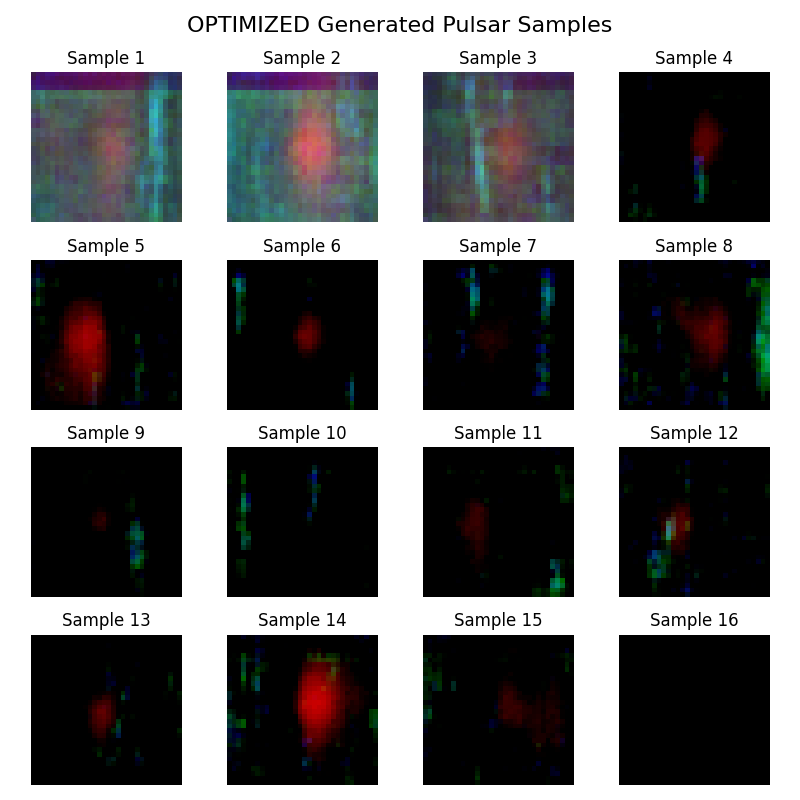 OPTIMIZED Generated Pulsar Samples
Sample 1
Sample 2
Sample 3
Sample 4
Sample 5
Sample 6
Sample 7
Sample 8
Sample 9
Sample 10
Sample 11
Sample 12
Sample 13
Sample 14
Sample 15
Sample 16